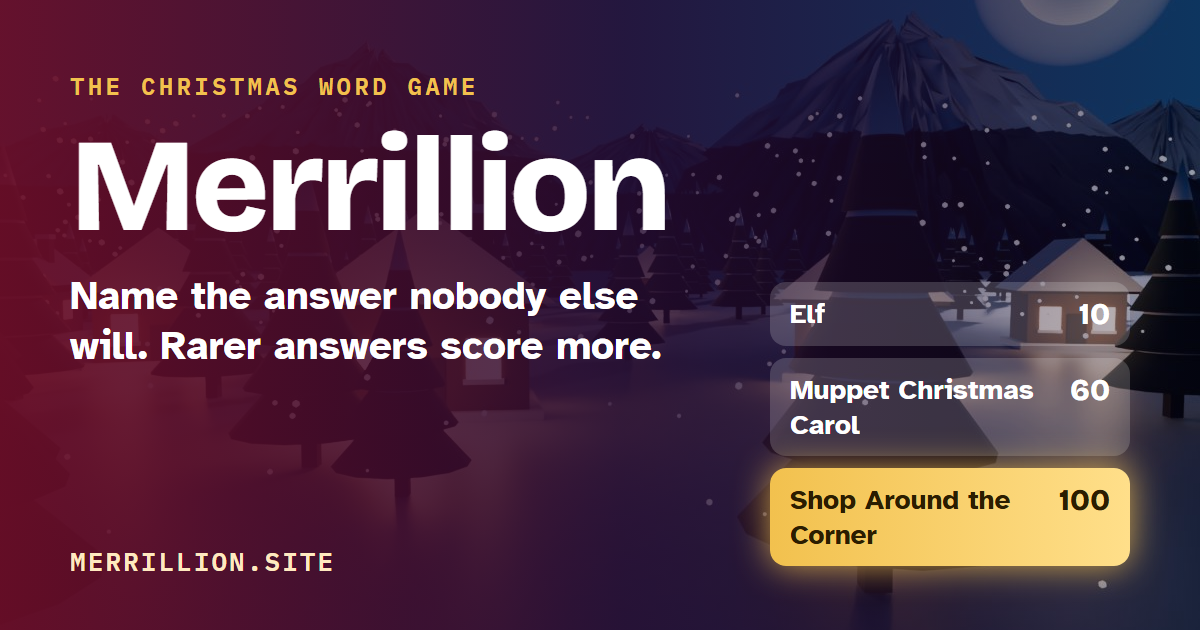 THE CHRISTMAS WORD GAME
Merrillion
Name the answer nobody else
will. Rarer answers score more.
Elf 10
Muppet Christmas 60
Carol
Shop Around the 100
Corner
MERRILLION.SITE